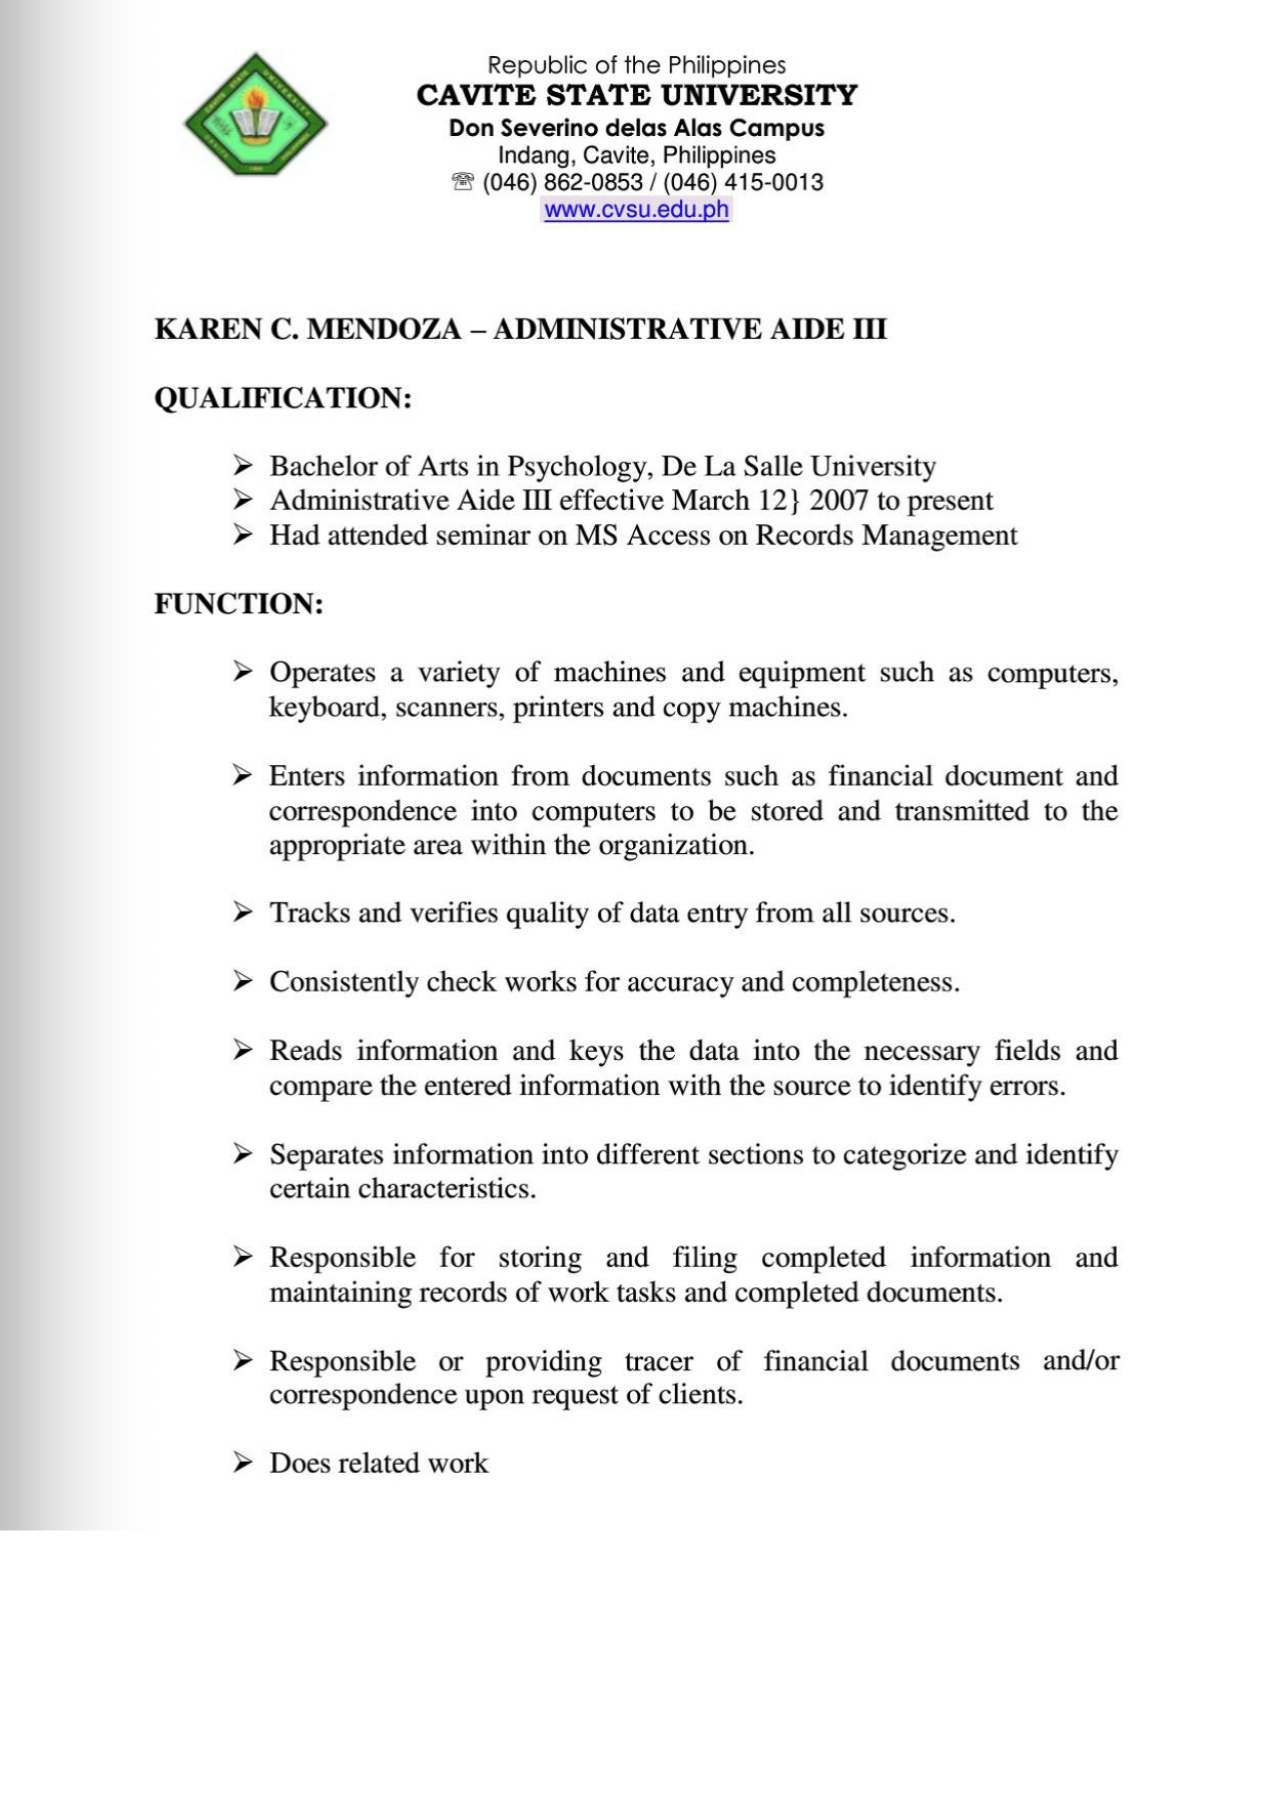 Republic of the Philippines
CAVITE STATE UNIVERSITY
Don Severino delas Alas Campus
Indang, Cavite, Philippines
☏ (046) 862-0853 / (046) 415-0013
www.cvsu.edu.ph
KAREN C. MENDOZA – ADMINISTRATIVE AIDE III
QUALIFICATION:
➢ Bachelor of Arts in Psychology, De La Salle University
➢ Administrative Aide III effective March 12} 2007 to present
➢ Had attended seminar on MS Access on Records Management
FUNCTION:
➢ Operates a variety of machines and equipment such as computers,
keyboard, scanners, printers and copy machines.
➢ Enters information from documents such as financial document and
correspondence into computers to be stored and transmitted to the
appropriate area within the organization.
➢ Tracks and verifies quality of data entry from all sources.
➢ Consistently check works for accuracy and completeness.
➢ Reads information and keys the data into the necessary fields and
compare the entered information with the source to identify errors.
➢ Separates information into different sections to categorize and identify
certain characteristics.
➢ Responsible for storing and filing completed information and
maintaining records of work tasks and completed documents.
➢ Responsible or providing tracer of financial documents and/or
correspondence upon request of clients.
➢ Does related work